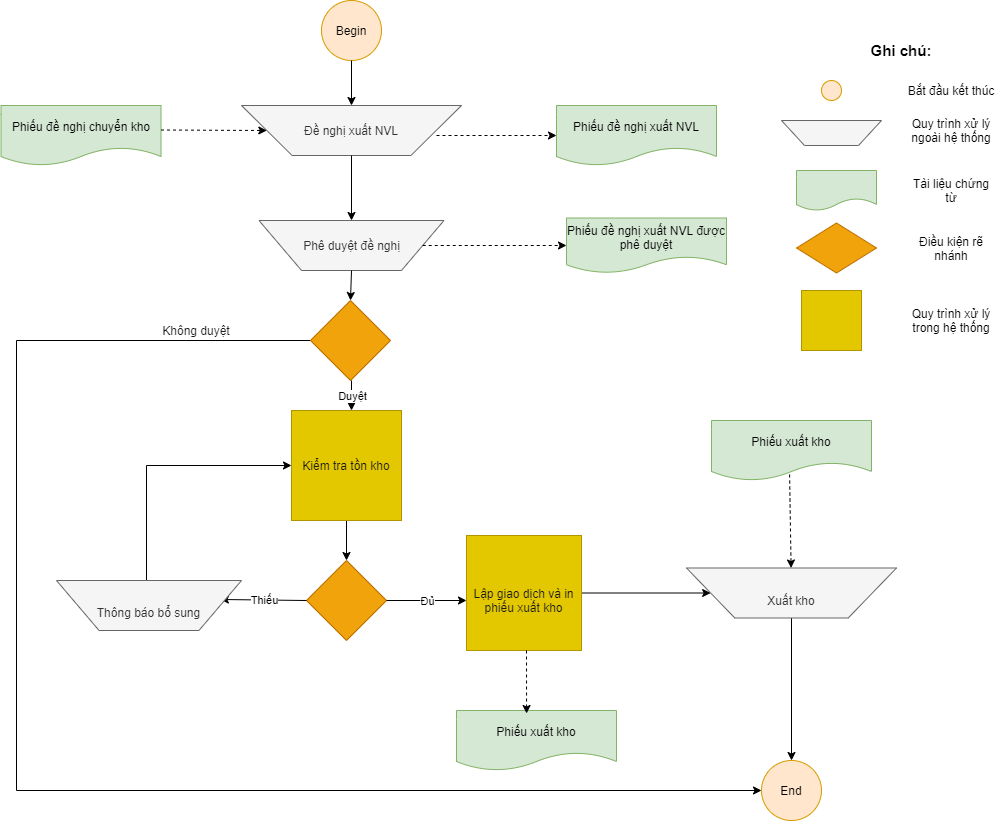 Begin
Ghi chú:
Bắt đầu kết thúc
Phiếu đề nghị chuyển kho
Đề nghị xuất NVL
Phiếu đề nghị xuất NVL
Quy trình xử lý
ngoài hệ thống
Tài liệu chứng
từ
Phê duyệt đề nghị
Phiếu đề nghị xuất NVL được
phê duyệt
Điều kiện rẽ
nhánh
Không duyệt
Quy trình xử lý
trong hệ thống
Duyệt
Kiểm tra tồn kho
Phiếu xuất kho
Thông báo bổ sung
Thiếu
Đủ
Lập giao dịch và in
phiếu xuất kho
Xuất kho
Phiếu xuất kho
End